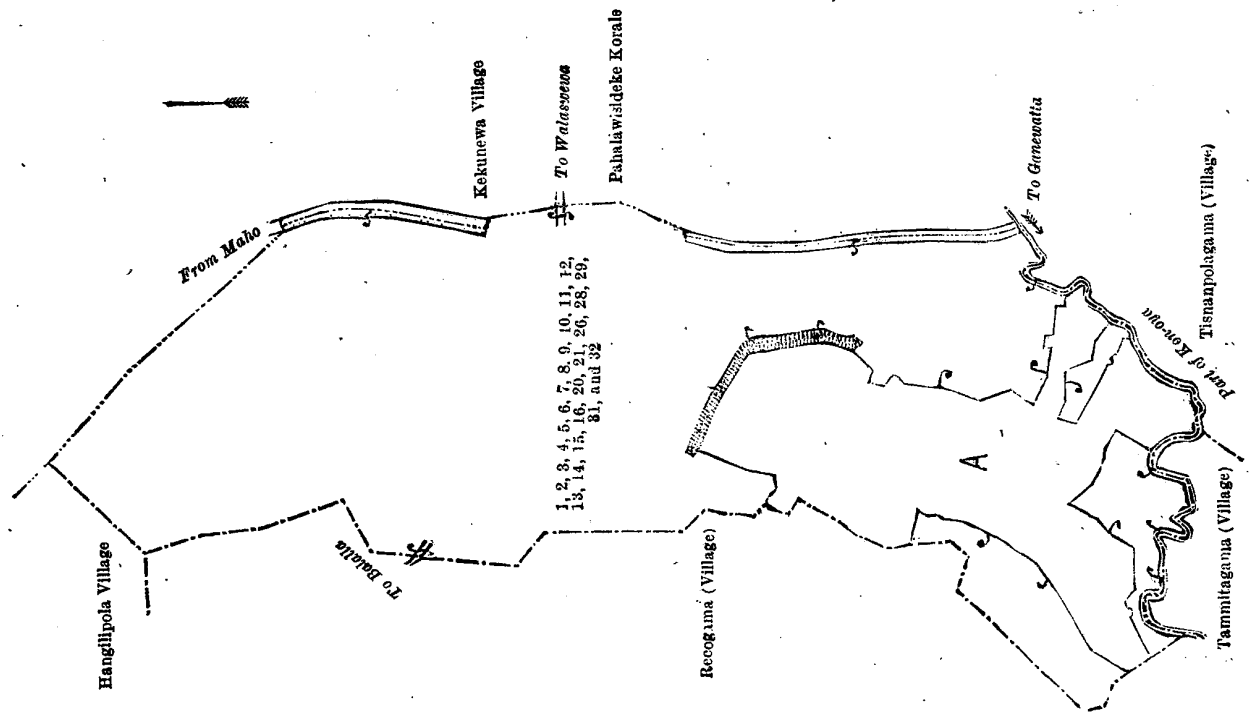 Hangilipola Village
From Maho
Kekunewa Village
To Walaswewa
Pahalawisideke Korale
To Balalla
1, 2, 3, 4, 5, 6, 7, 8, 9, 10, 11, 12,
13, 14, 15, 16, 20, 21, 26, 28, 29,
31, and 32
Recogama (Village)
A
To Ganewatta
Part of Kon-oya
Tisnanpolagama (Village)
Tammitagama (Village)